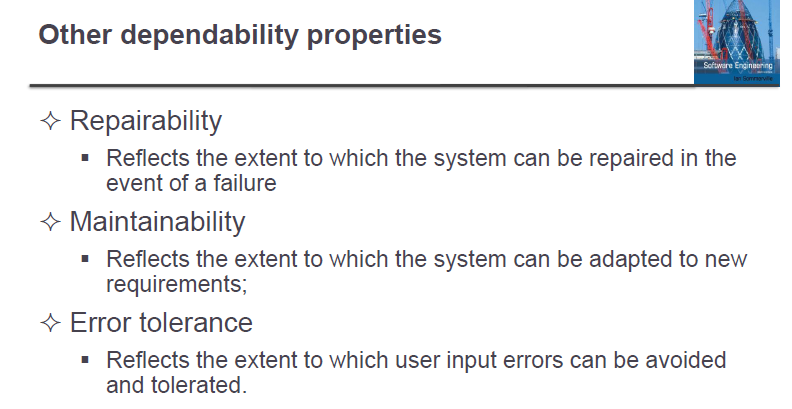 Other dependability properties
Software Engineering
Ian Sommerville
✧ Repairability
▪ Reflects the extent to which the system can be repaired in the
event of a failure
✧ Maintainability
▪ Reflects the extent to which the system can be adapted to new
requirements;
✧ Error tolerance
▪ Reflects the extent to which user input errors can be avoided
and tolerated.